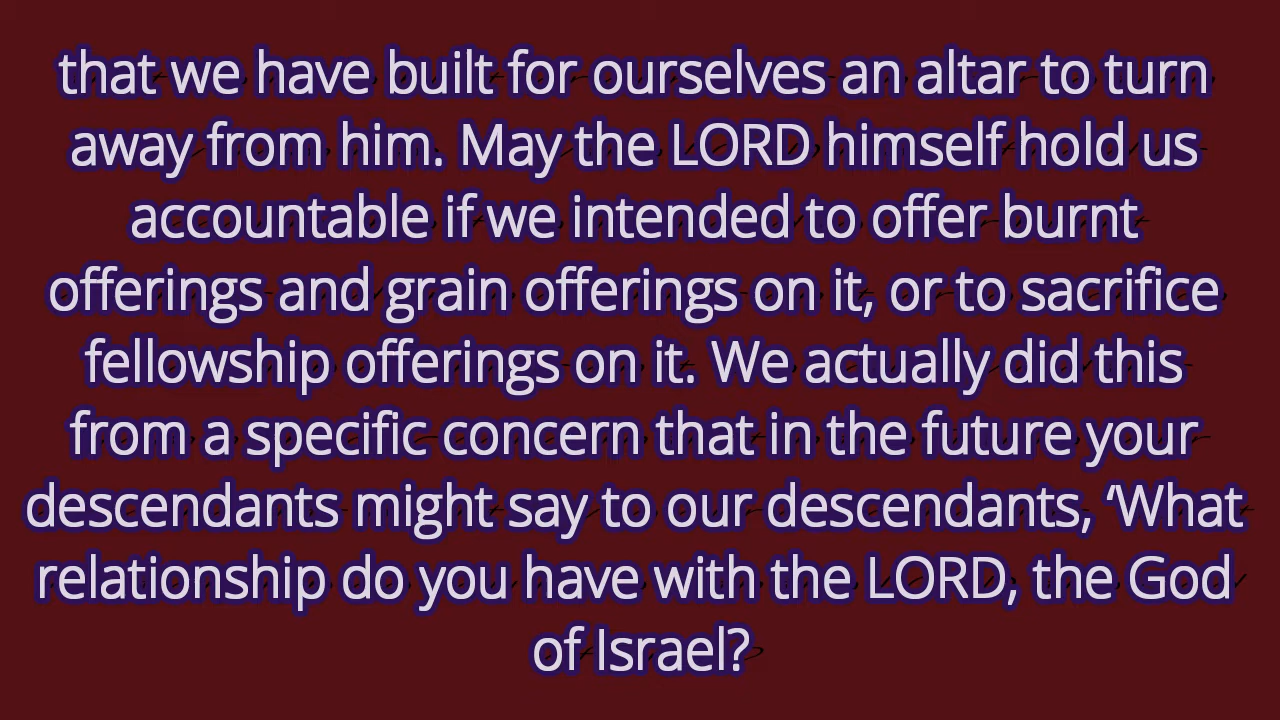 that we have built for ourselves an altar to turn
away from him. May the LORD himself hold us
accountable if we intended to offer burnt
offerings and grain offerings on it, or to sacrifice
fellowship offerings on it. We actually did this
from a specific concern that in the future your
descendants might say to our descendants, ‘What
relationship do you have with the LORD, the God
of Israel?